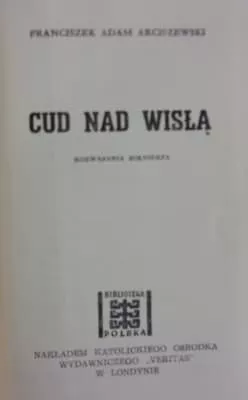 FRANCISZEK ADAM ARCISZEWSKI
CUD NAD WISŁĄ
ROZWAŻANIA ŻOŁNIERZA
BIBLIOTEKA
POLSKA
NAKŁADEM KATOLICKIEGO OŚRODKA
WYDAWNICZEGO „VERITAS"
W LONDYNIE